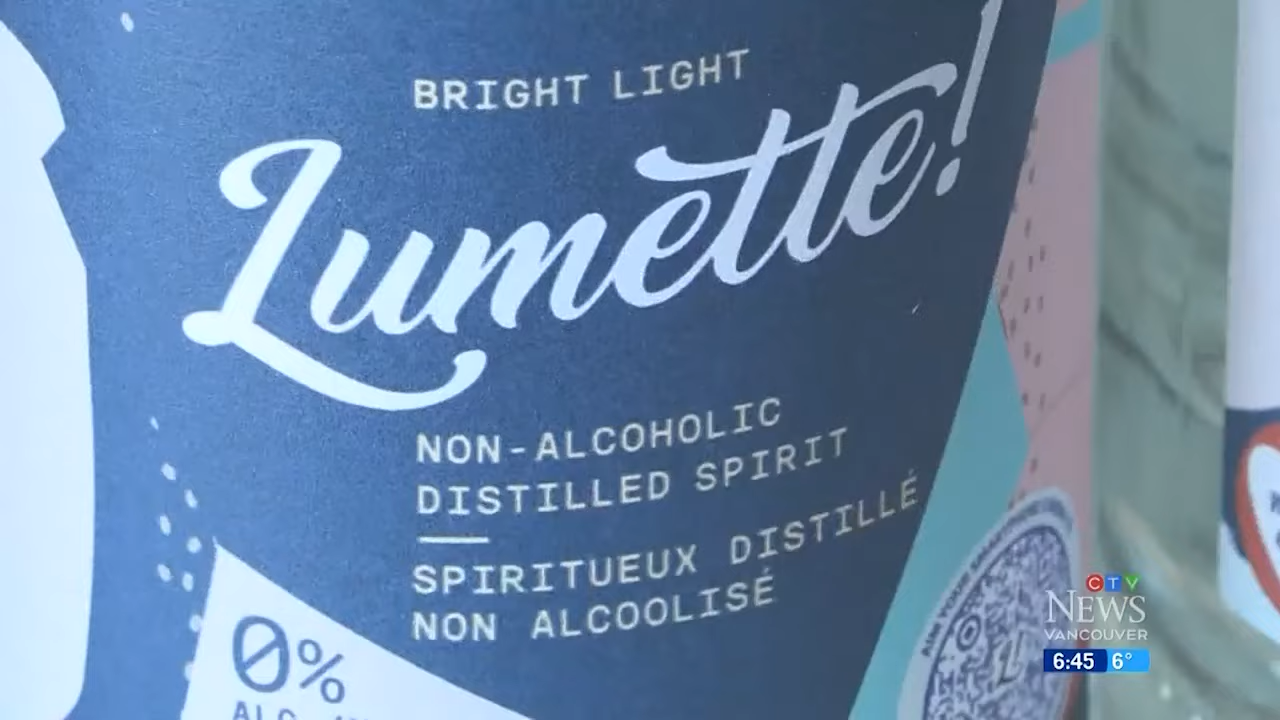 BRIGHT LIGHT
Lumette!
NON-ALCOHOLIC
DISTILLED SPIRIT
SPIRITUEUX DISTILLÉ
NON ALCOOLISÉ
0%
CTV
NEWS
VANCOUVER
6:45 6°